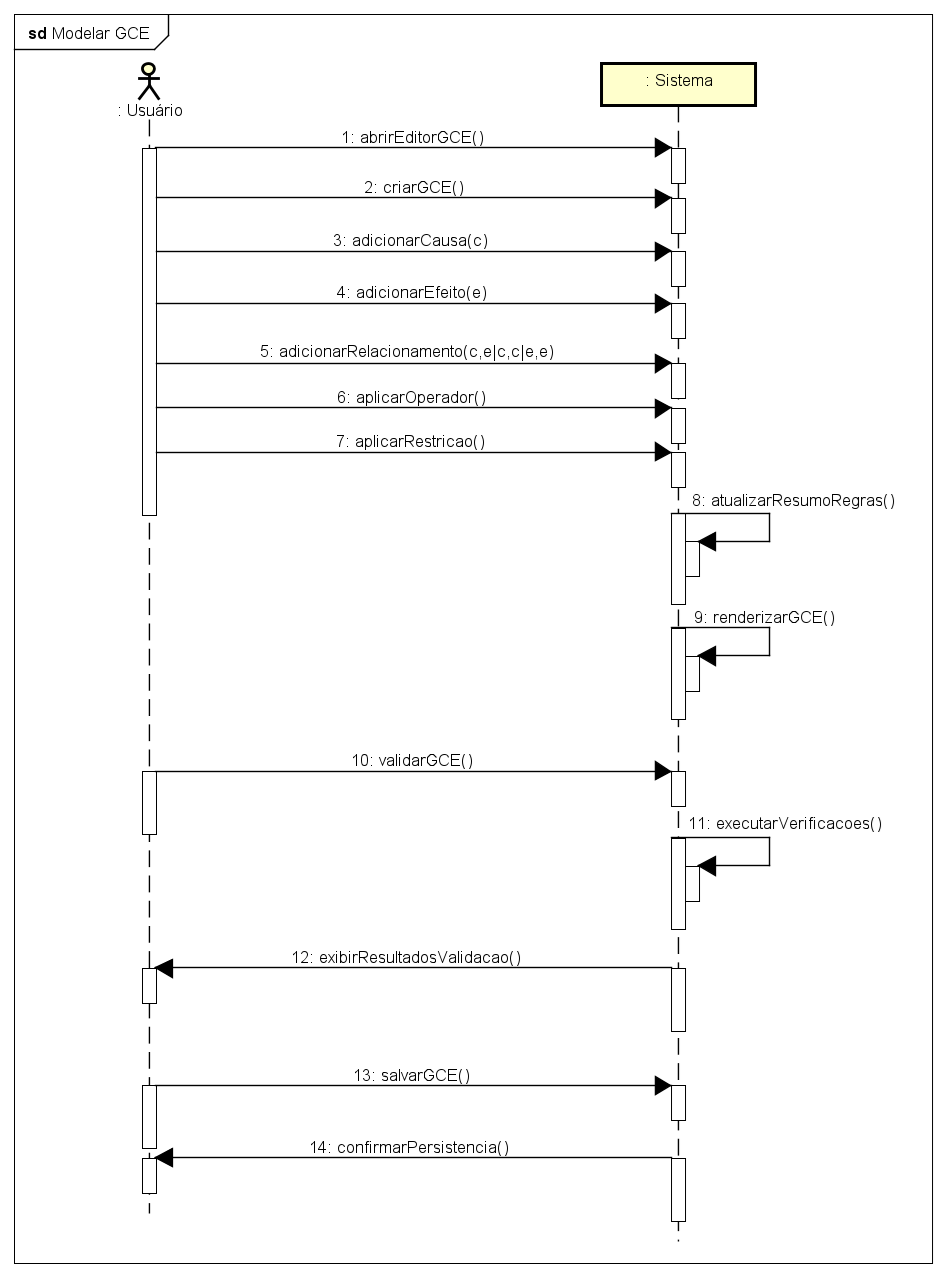 sd Modelar GCE
: Usuário
: Sistema
1: abrirEditorGCE()
2: criarGCE()
3: adicionarCausa(c)
4: adicionarEfeito(e)
5: adicionarRelacionamento(c,e|c,c|e,e)
6: aplicarOperador()
7: aplicarRestricao()
8: atualizarResumoRegras()
9: renderizarGCE()
10: validarGCE()
11: executarVerificacoes()
12: exibirResultadosValidacao()
13: salvarGCE()
14: confirmarPersistencia()